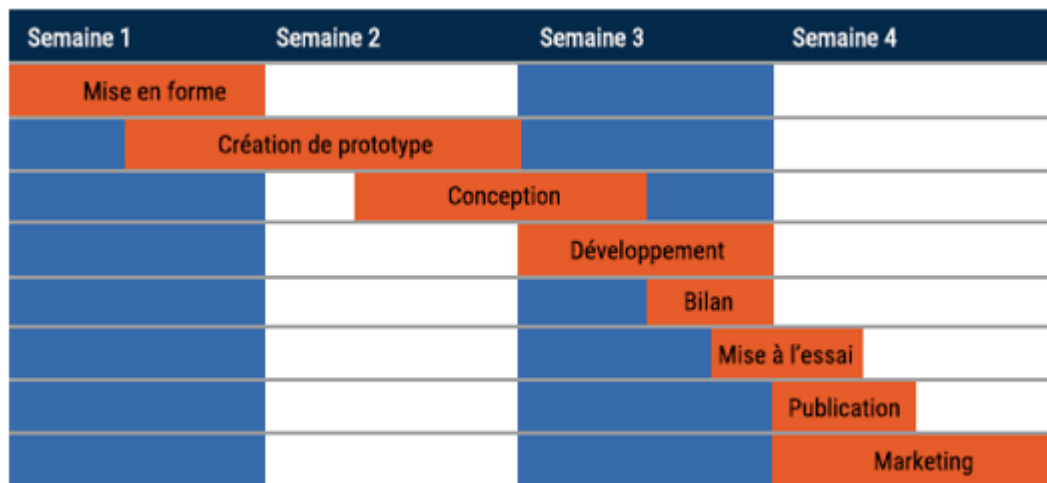 Semaine 1 Semaine 2 Semaine 3 Semaine 4
Mise en forme
Création de prototype
Conception
Développement
Bilan
Mise à l'essai
Publication
Marketing